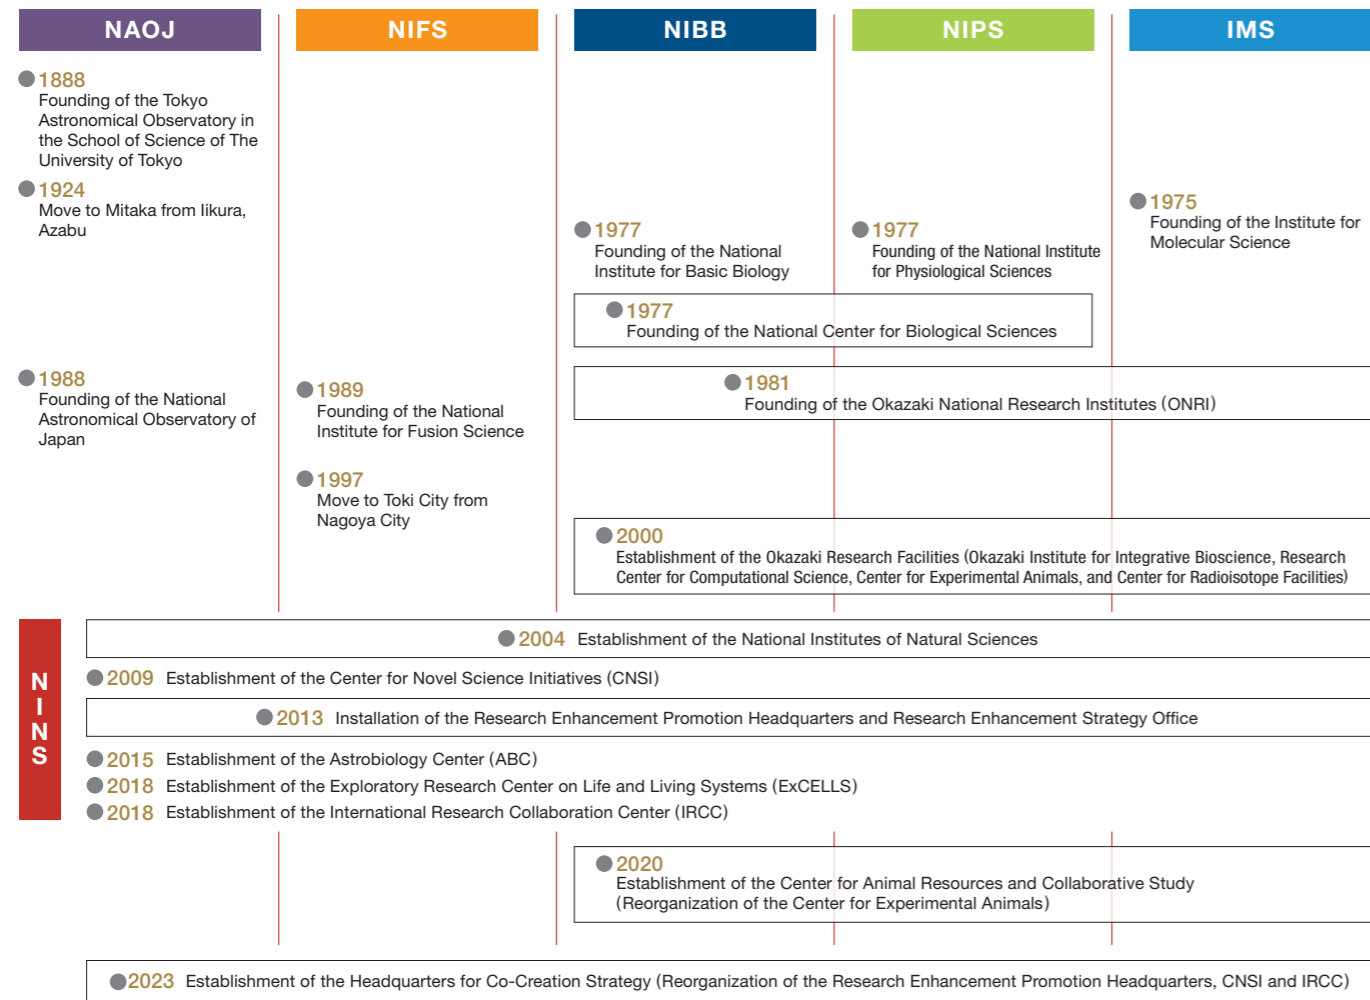 NAOJ
NIFS
NIBB
NIPS
IMS
1888
Founding of the Tokyo
Astronomical Observatory in
the School of Science of The
University of Tokyo
1924
Move to Mitaka from Iikura,
Azabu
1988
Founding of the National
Astronomical Observatory of
Japan
1989
Founding of the National
Institute for Fusion Science
1997
Move to Toki City from
Nagoya City
1977
Founding of the National
Institute for Basic Biology
1977
Founding of the National Institute
for Physiological Sciences
1975
Founding of the Institute for
Molecular Science
1977
Founding of the National Center for Biological Sciences
1981
Founding of the Okazaki National Research Institutes (ONRI)
2000
Establishment of the Okazaki Research Facilities (Okazaki Institute for Integrative Bioscience, Research
Center for Computational Science, Center for Experimental Animals, and Center for Radioisotope Facilities)
NINS
2004 Establishment of the National Institutes of Natural Sciences
2009 Establishment of the Center for Novel Science Initiatives (CNSI)
2013 Installation of the Research Enhancement Promotion Headquarters and Research Enhancement Strategy Office
2015 Establishment of the Astrobiology Center (ABC)
2018 Establishment of the Exploratory Research Center on Life and Living Systems (ExCELLS)
2018 Establishment of the International Research Collaboration Center (IRCC)
2020
Establishment of the Center for Animal Resources and Collaborative Study
(Reorganization of the Center for Experimental Animals)
2023 Establishment of the Headquarters for Co-Creation Strategy (Reorganization of the Research Enhancement Promotion Headquarters, CNSI and IRCC)